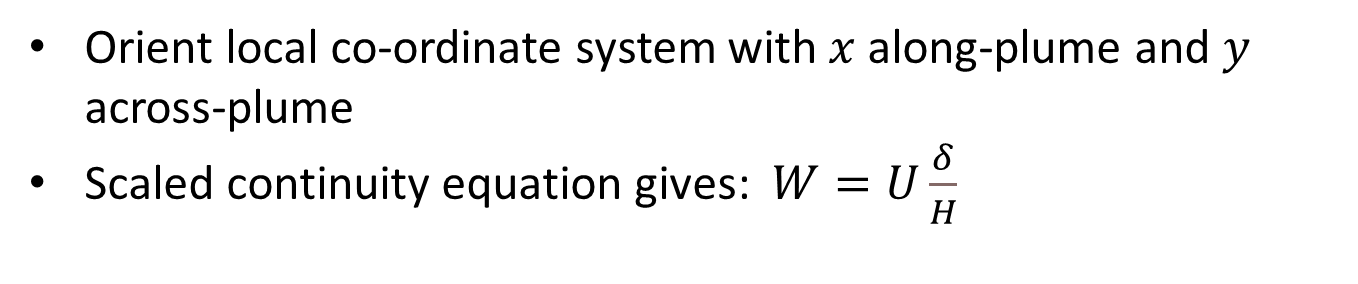 • Orient local co-ordinate system with x along-plume and y
across-plume
• Scaled continuity equation gives: W = U δ/H